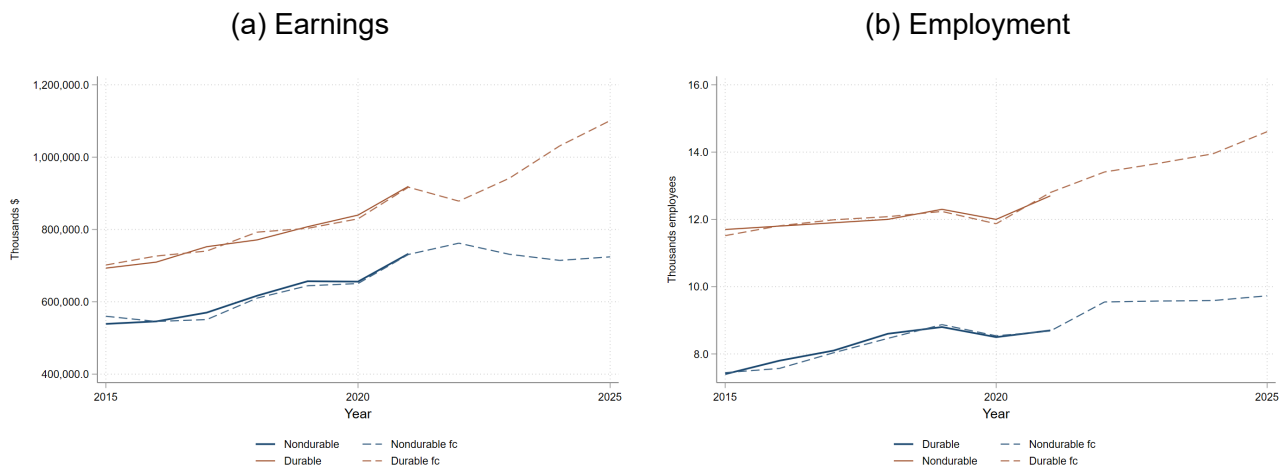 (a) Earnings
1,200,000.0
1,000,000.0
800,000.0
600,000.0
400,000.0
Thousands $
2015
2020
2025
Year
Nondurable
Nondurable fc
Durable
Durable fc
(b) Employment
16.0
14.0
12.0
10.0
8.0
Thousands employees
2015
2020
2025
Year
Durable
Nondurable fc
Nondurable
Durable fc